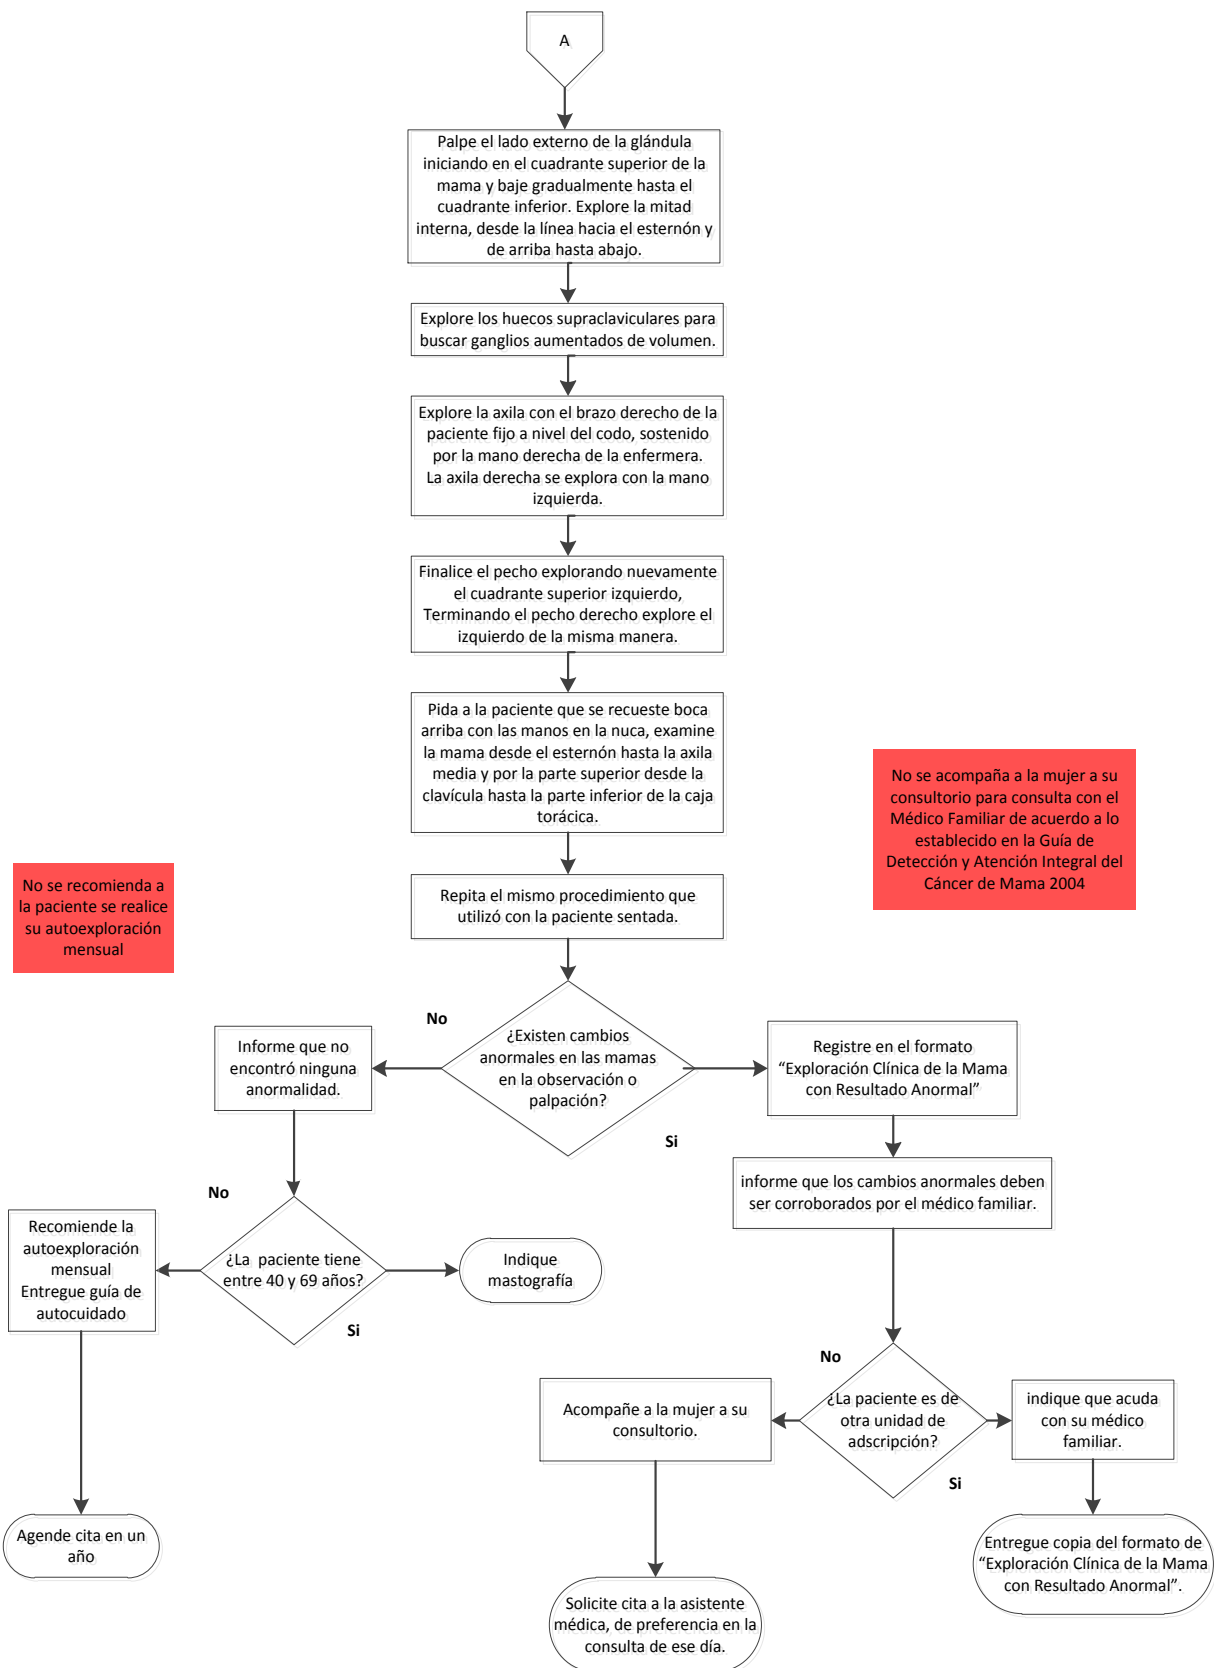 A
Palpe el lado externo de la glándula
iniciando en el cuadrante superior de la
mama y baje gradualmente hasta el
cuadrante inferior. Explore la mitad
interna, desde la línea hacia el esternón y
de arriba hasta abajo.
Explore los huecos supraclaviculares para
buscar ganglios aumentados de volumen.
Explore la axila con el brazo derecho de la
paciente fijo a nivel del codo, sostenido
por la mano derecha de la enfermera.
La axila derecha se explora con la mano
izquierda.
Finalice el pecho explorando nuevamente
el cuadrante superior izquierdo,
Terminando el pecho derecho explore el
izquierdo de la misma manera.
Pida a la paciente que se recueste boca
arriba con las manos en la nuca, examine
la mama desde el esternón hasta la axila
media y por la parte superior desde la
clavícula hasta la parte inferior de la caja
torácica.
No se acompaña a la mujer a su
consultorio para consulta con el
Médico Familiar de acuerdo a lo
establecido en la Guía de
Detección y Atención Integral del
Cáncer de Mama 2004
No se recomienda a
la paciente se realice
su autoexploración
mensual
Repita el mismo procedimiento que
utilizó con la paciente sentada.
¿Existen cambios
anormales en las mamas
en la observación o
palpación?
No
Si
Informe que no
encontró ninguna
anormalidad.
Registre en el formato
“Exploración Clínica de la Mama
con Resultado Anormal”
informe que los cambios anormales deben
ser corroborados por el médico familiar.
No
¿La paciente tiene
entre 40 y 69 años?
Si
Recomiende la
autoexploración
mensual
Entregue guía de
autocuidado
Indique
mastografía
No
¿La paciente es de
otra unidad de
adscripción?
Si
Acompañe a la mujer a su
consultorio.
indique que acuda
con su médico
familiar.
Agende cita en un
año
Entregue copia del formato de
“Exploración Clínica de la Mama
con Resultado Anormal”.
Solicite cita a la asistente
médica, de preferencia en la
consulta de ese día.